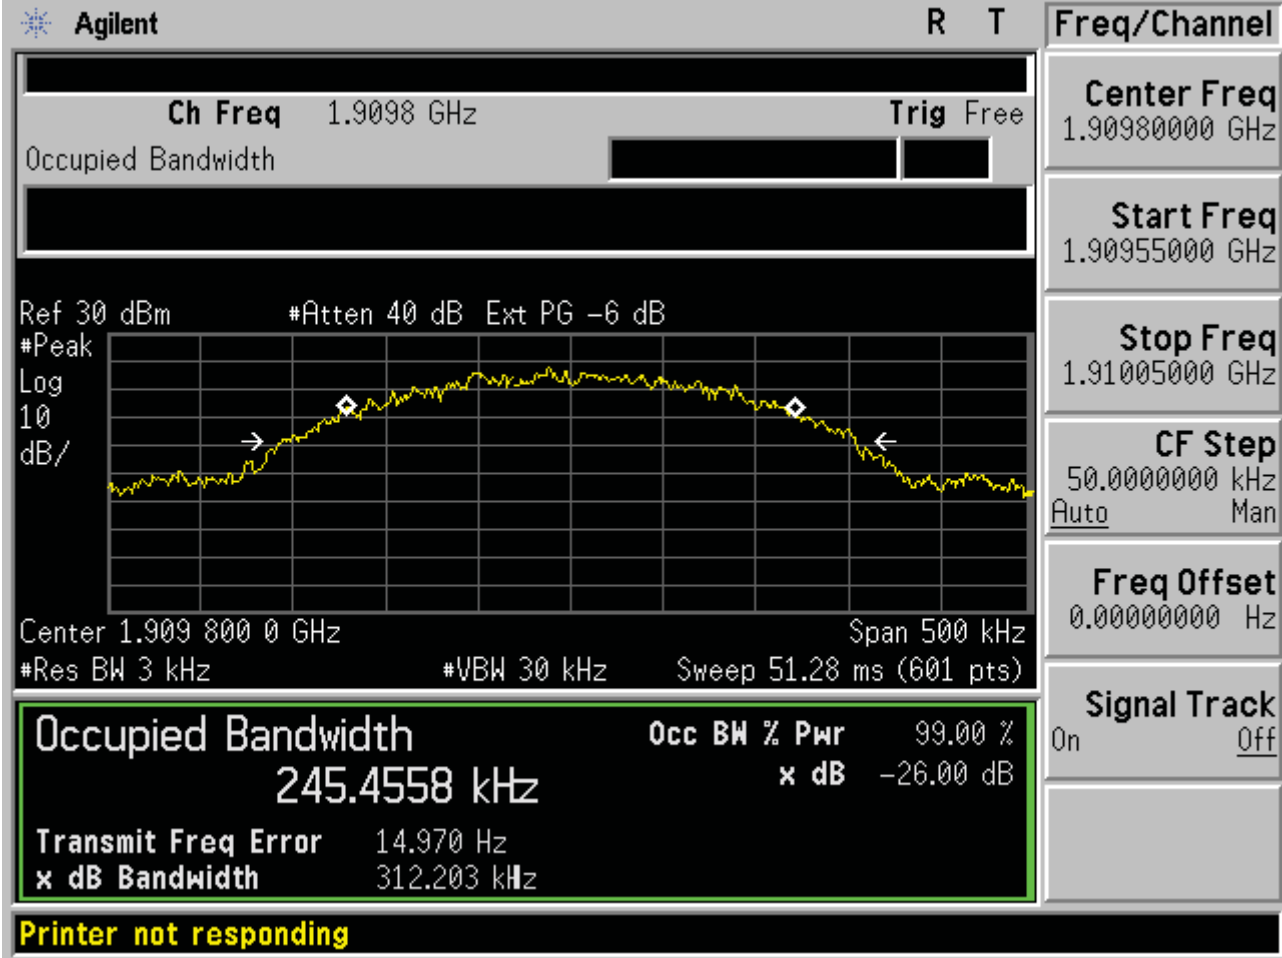 Agilent R T Freq/Channel
Ch Freq 1.9098 GHz Trig Free
Occupied Bandwidth
Center Freq
1.90980000 GHz
Start Freq
1.90955000 GHz
Stop Freq
1.91005000 GHz
CF Step
50.0000000 kHz
Auto Man
Freq Offset
0.00000000 Hz
Signal Track
On Off
Ref 30 dBm #Atten 40 dB Ext PG -6 dB
#Peak
Log
10
dB/
Center 1.909 800 0 GHz Span 500 kHz
#Res BW 3 kHz #VBW 30 kHz Sweep 51.28 ms (601 pts)
Occupied Bandwidth
245.4558 kHz
Occ BW % Pwr 99.00 %
x dB -26.00 dB
Transmit Freq Error 14.970 Hz
x dB Bandwidth 312.203 kHz
Printer not responding